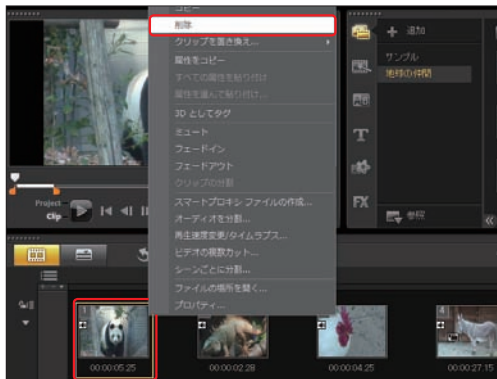 コピー
削除
クリップを置き換え...
属性をコピー
すべての属性を貼り付け
属性を選んで貼り付け...
3D としてタグ
ミュート
フェードイン
フェードアウト
クリップの分割
スマートプロキシ ファイルの作成...
オーディオを分割...
再生速度変更/タイムラプス...
ビデオの複数カット...
シーンごとに分割...
ファイルの場所を開く...
プロパティ...
追加
サンプル
地球の仲間
T
FX
参照
Project
Clip
1
4
00:00:05.25
00:00:02.28
00:00:04.25
00:00:27.15